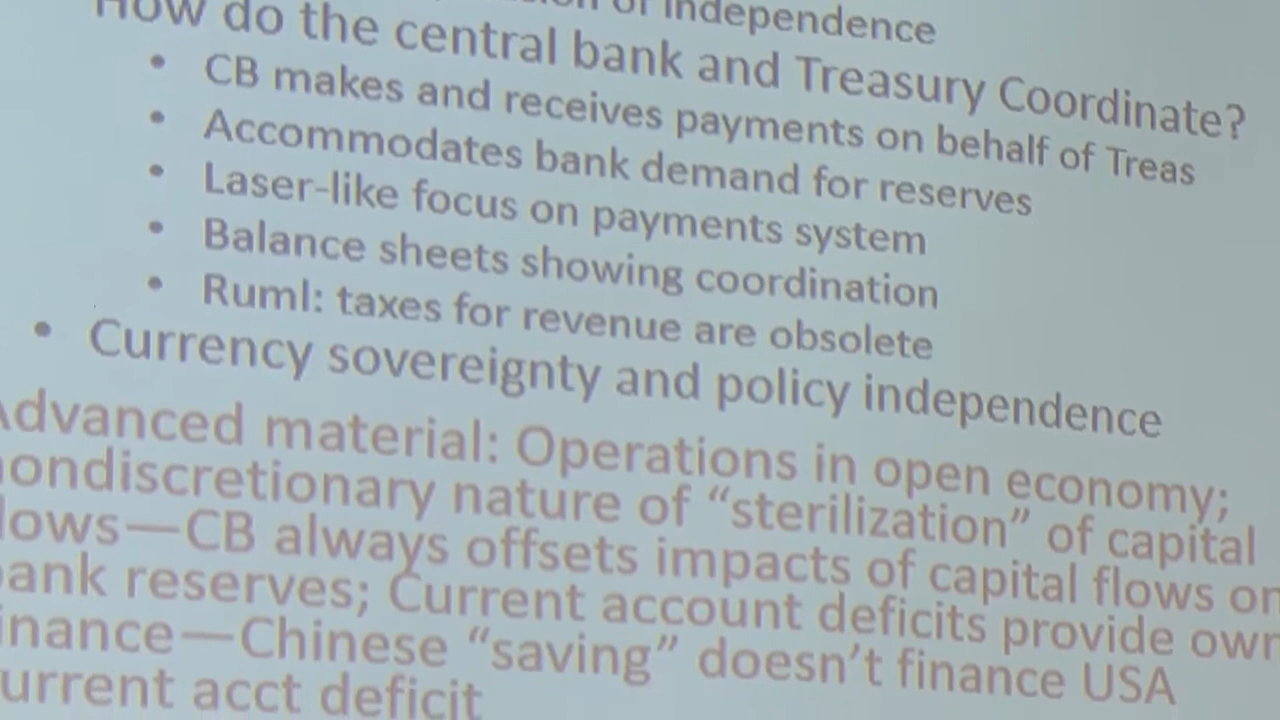 of Independence
How do the central bank and Treasury Coordinate?
• CB makes and receives payments on behalf of Treas
• Accommodates bank demand for reserves
• Laser-like focus on payments system
• Balance sheets showing coordination
• Ruml: taxes for revenue are obsolete
• Currency sovereignty and policy independence
Advanced material: Operations in open economy;
ondiscretionary nature of “sterilization” of capital
lows—CB always offsets impacts of capital flows on
ank reserves; Current account deficits provide own
inance—Chinese “saving” doesn’t finance USA
urrent acct deficit